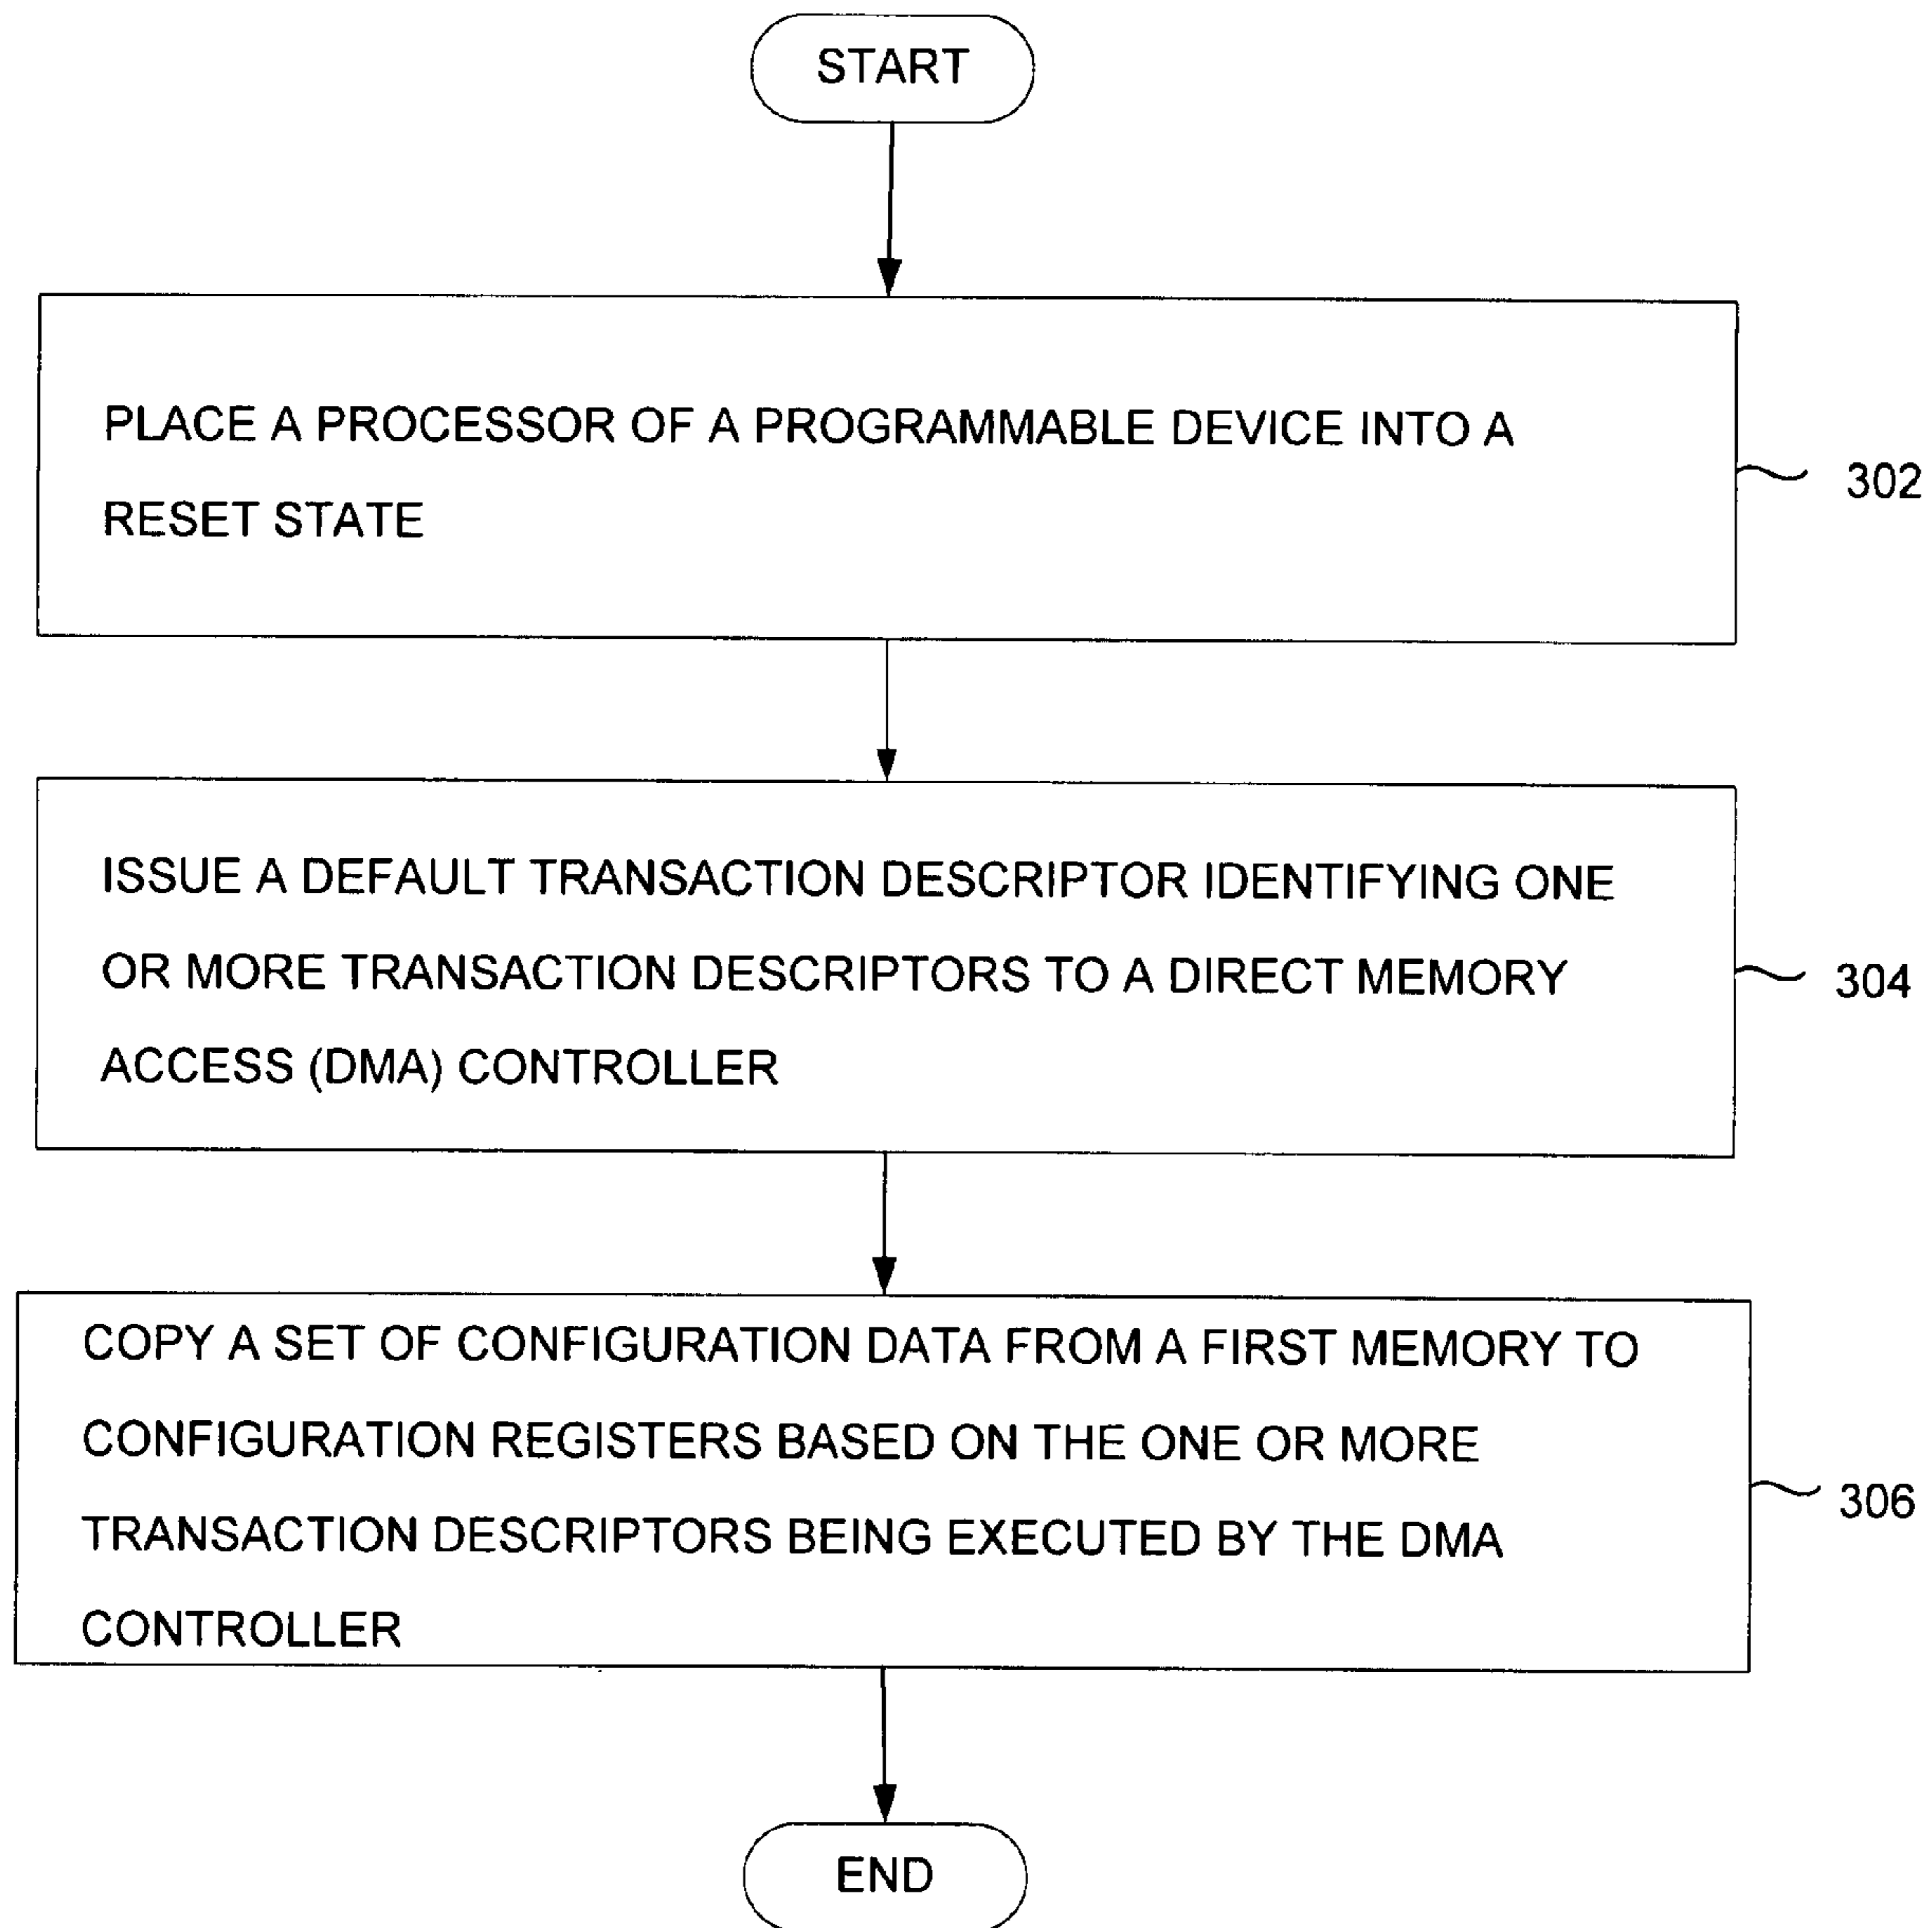 START
PLACE A PROCESSOR OF A PROGRAMMABLE DEVICE INTO A
RESET STATE
302
ISSUE A DEFAULT TRANSACTION DESCRIPTOR IDENTIFYING ONE
OR MORE TRANSACTION DESCRIPTORS TO A DIRECT MEMORY
ACCESS (DMA) CONTROLLER
304
COPY A SET OF CONFIGURATION DATA FROM A FIRST MEMORY TO
CONFIGURATION REGISTERS BASED ON THE ONE OR MORE
TRANSACTION DESCRIPTORS BEING EXECUTED BY THE DMA
CONTROLLER
306
END